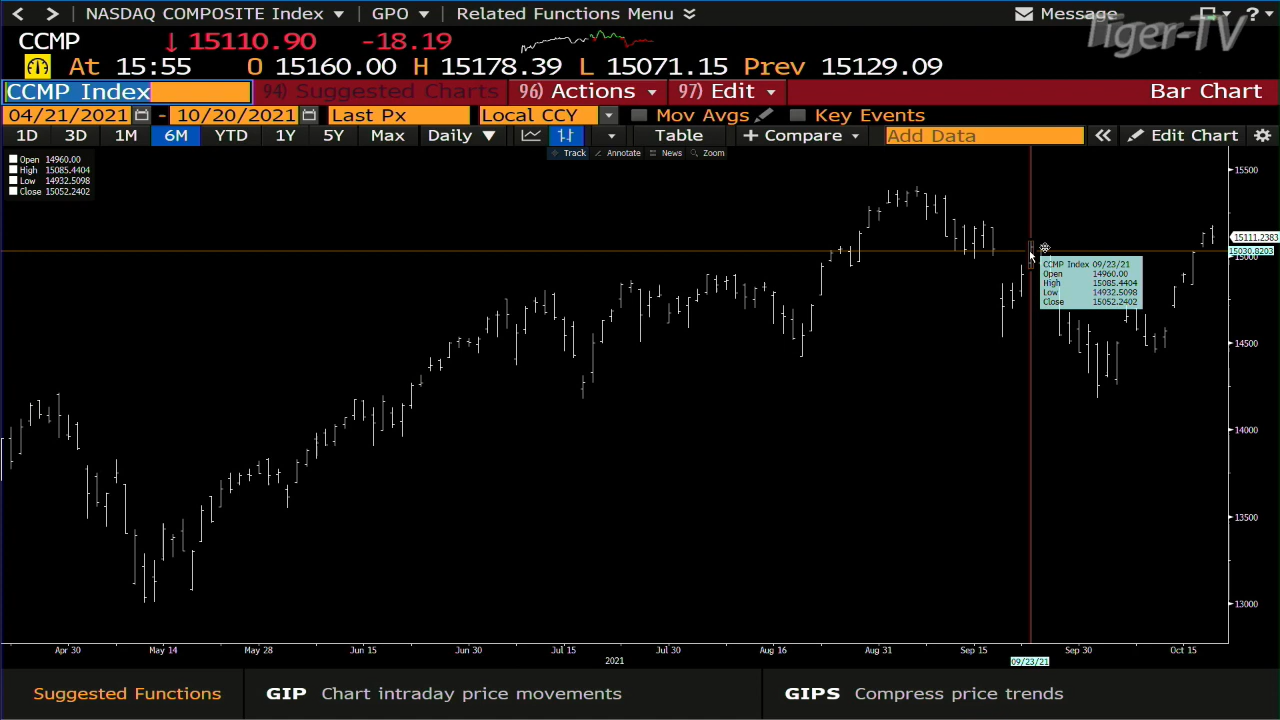 NASDAQ COMPOSITE Index GPO Related Functions Menu Message ?
Tiger-TV
CCMP 15110.90 -18.19
At 15:55 O 15160.00 H 15178.39 L 15071.15 Prev 15129.09
CCMP Index 94) Suggested Charts 96) Actions 97) Edit Bar Chart
04/21/2021 - 10/20/2021 Last Px Local CCY Mov Avgs Key Events
1D 3D 1M 6M YTD 1Y 5Y Max Daily Table + Compare Add Data Edit Chart
Track Annotate News Zoom
Open 14960.00
High 15085.4404
Low 14932.5098
Close 15052.2402
15500
15111.2383
15030.8203
15000
CCMP Index 09/23/21
Open 14960.00
High 15085.4404
Low 14932.5098
Close 15052.2402
14500
14000
13500
13000
Apr 30 May 14 May 28 Jun 15 Jun 30 Jul 15 Jul 30 Aug 16 Aug 31 Sep 15 Sep 30 Oct 15
2021 09/23/21
Suggested Functions GIP Chart intraday price movements GIPS Compress price trends